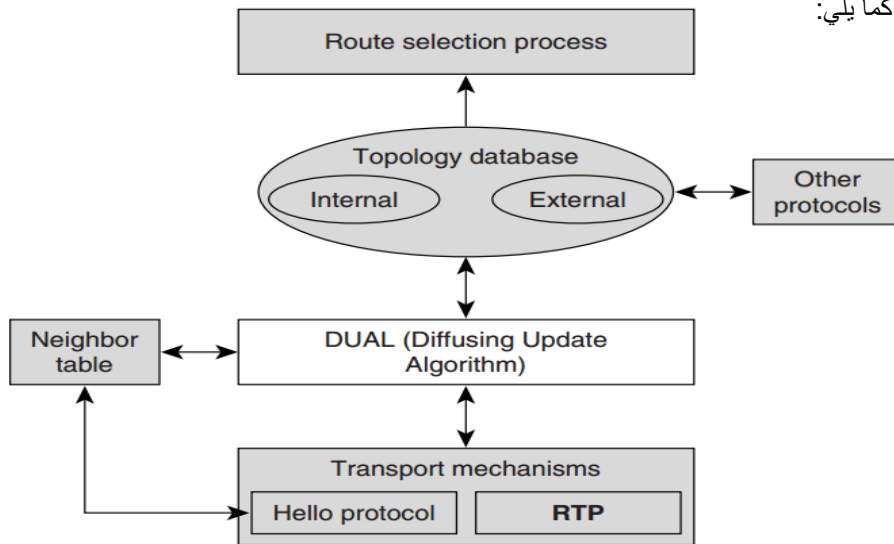 كما يلي:
Route selection process
Topology database
Internal
External
Other
protocols
Neighbor
table
DUAL (Diffusing Update
Algorithm)
Transport mechanisms
Hello protocol
RTP